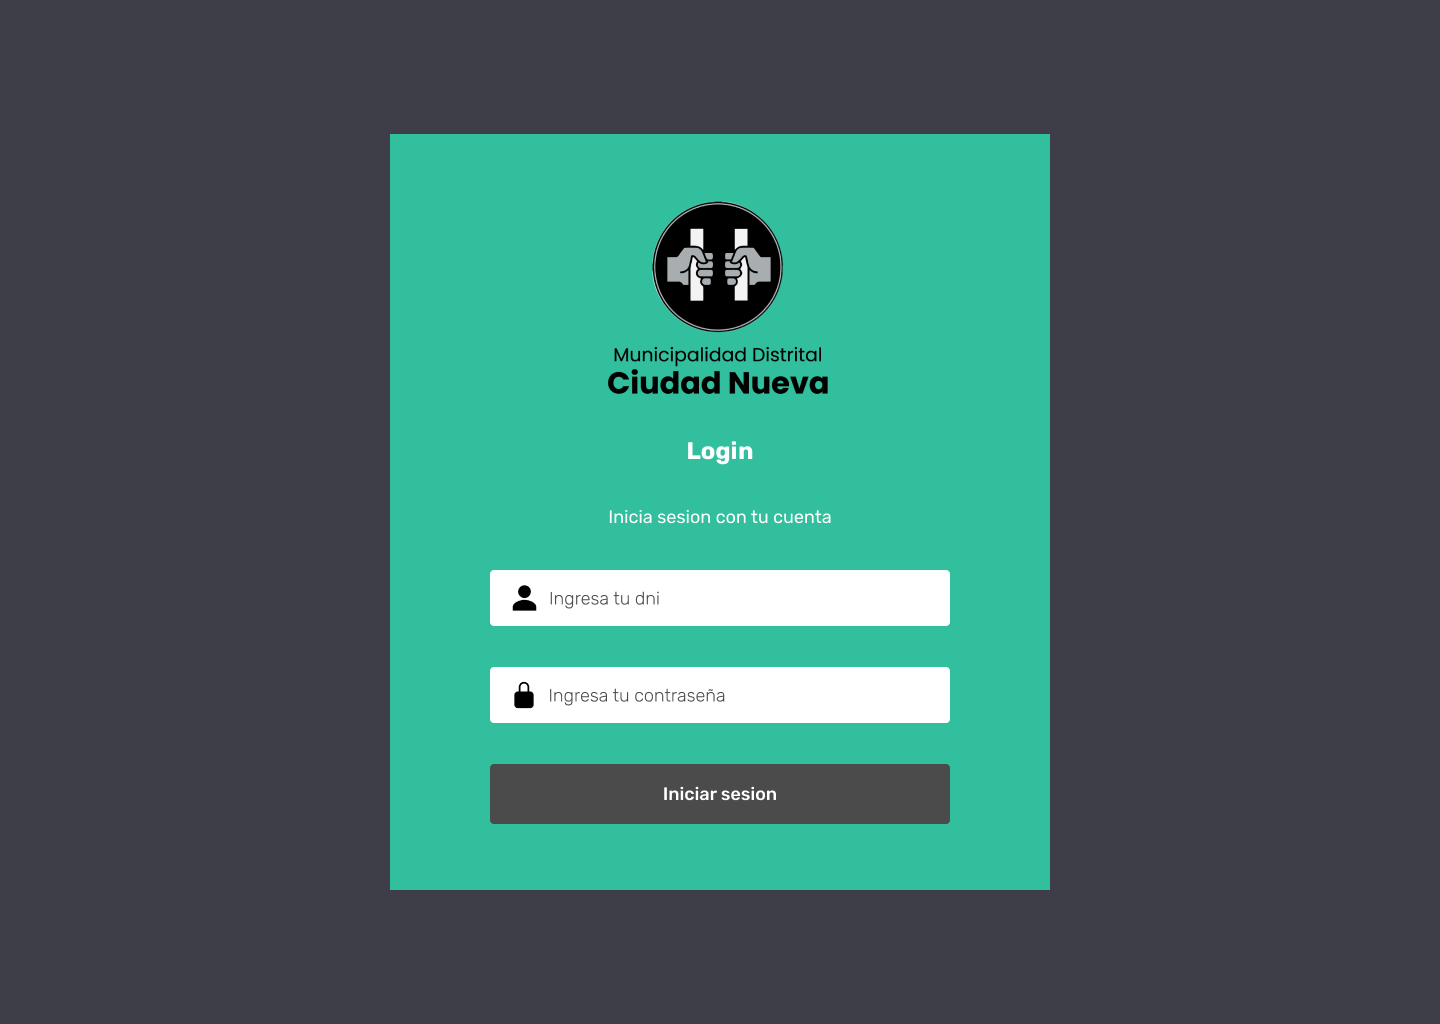 Municipalidad Distrital
Ciudad Nueva
Login
Inicia sesion con tu cuenta
Ingresa tu dni
Ingresa tu contraseña
Iniciar sesion